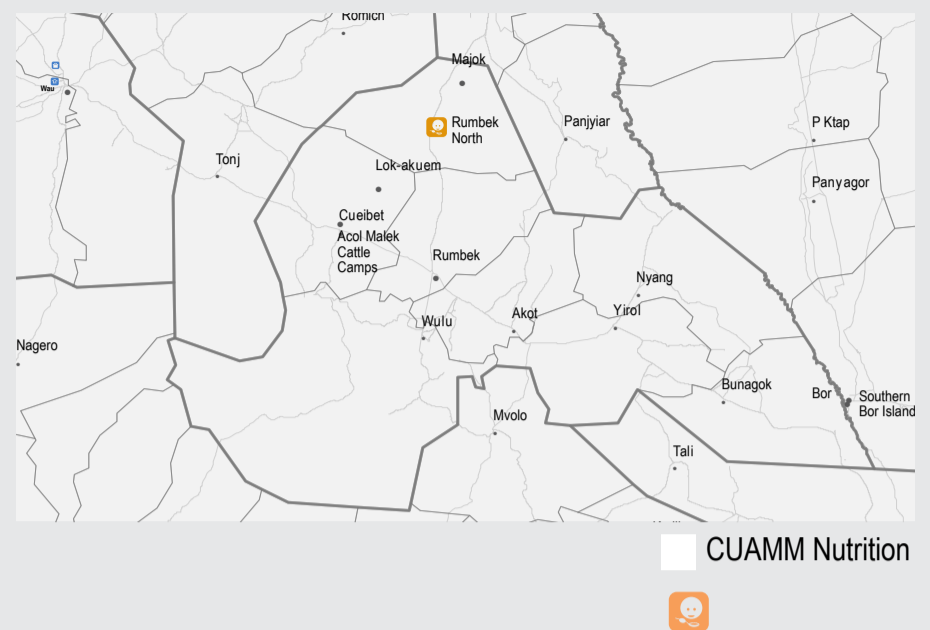 Romich
Majok
Wau
Rumbek
North
Panjyiar
P Ktap
Tonj
Lok-akuem
Panyagor
Cueibet
Acol Malek
Cattle
Camps
Rumbek
Nyang
Yirol
Akot
Wulu
Nagero
Bunagok
Bor
Southern
Bor Island
Mvolo
Tali
CUAMM Nutrition